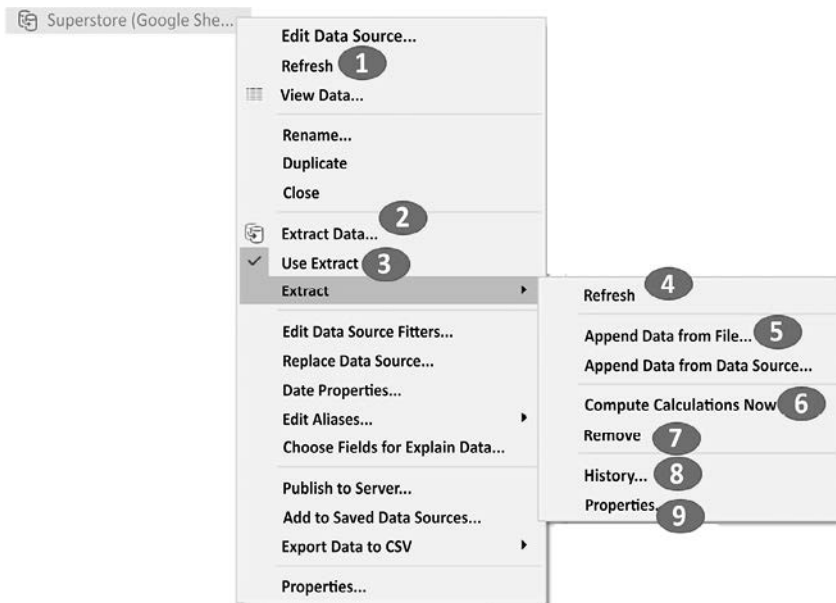 Superstore (Google She...
Edit Data Source...
Refresh 1
View Data...
Rename...
Duplicate
Close
2
Extract Data...
Use Extract 3
Extract
Edit Data Source Fitters...
Replace Data Source...
Date Properties...
Edit Aliases...
Choose Fields for Explain Data...
Publish to Server...
Add to Saved Data Sources...
Export Data to CSV
Properties...
Refresh 4
Append Data from File... 5
Append Data from Data Source...
Compute Calculations Now 6
Remove 7
History... 8
Properties. 9